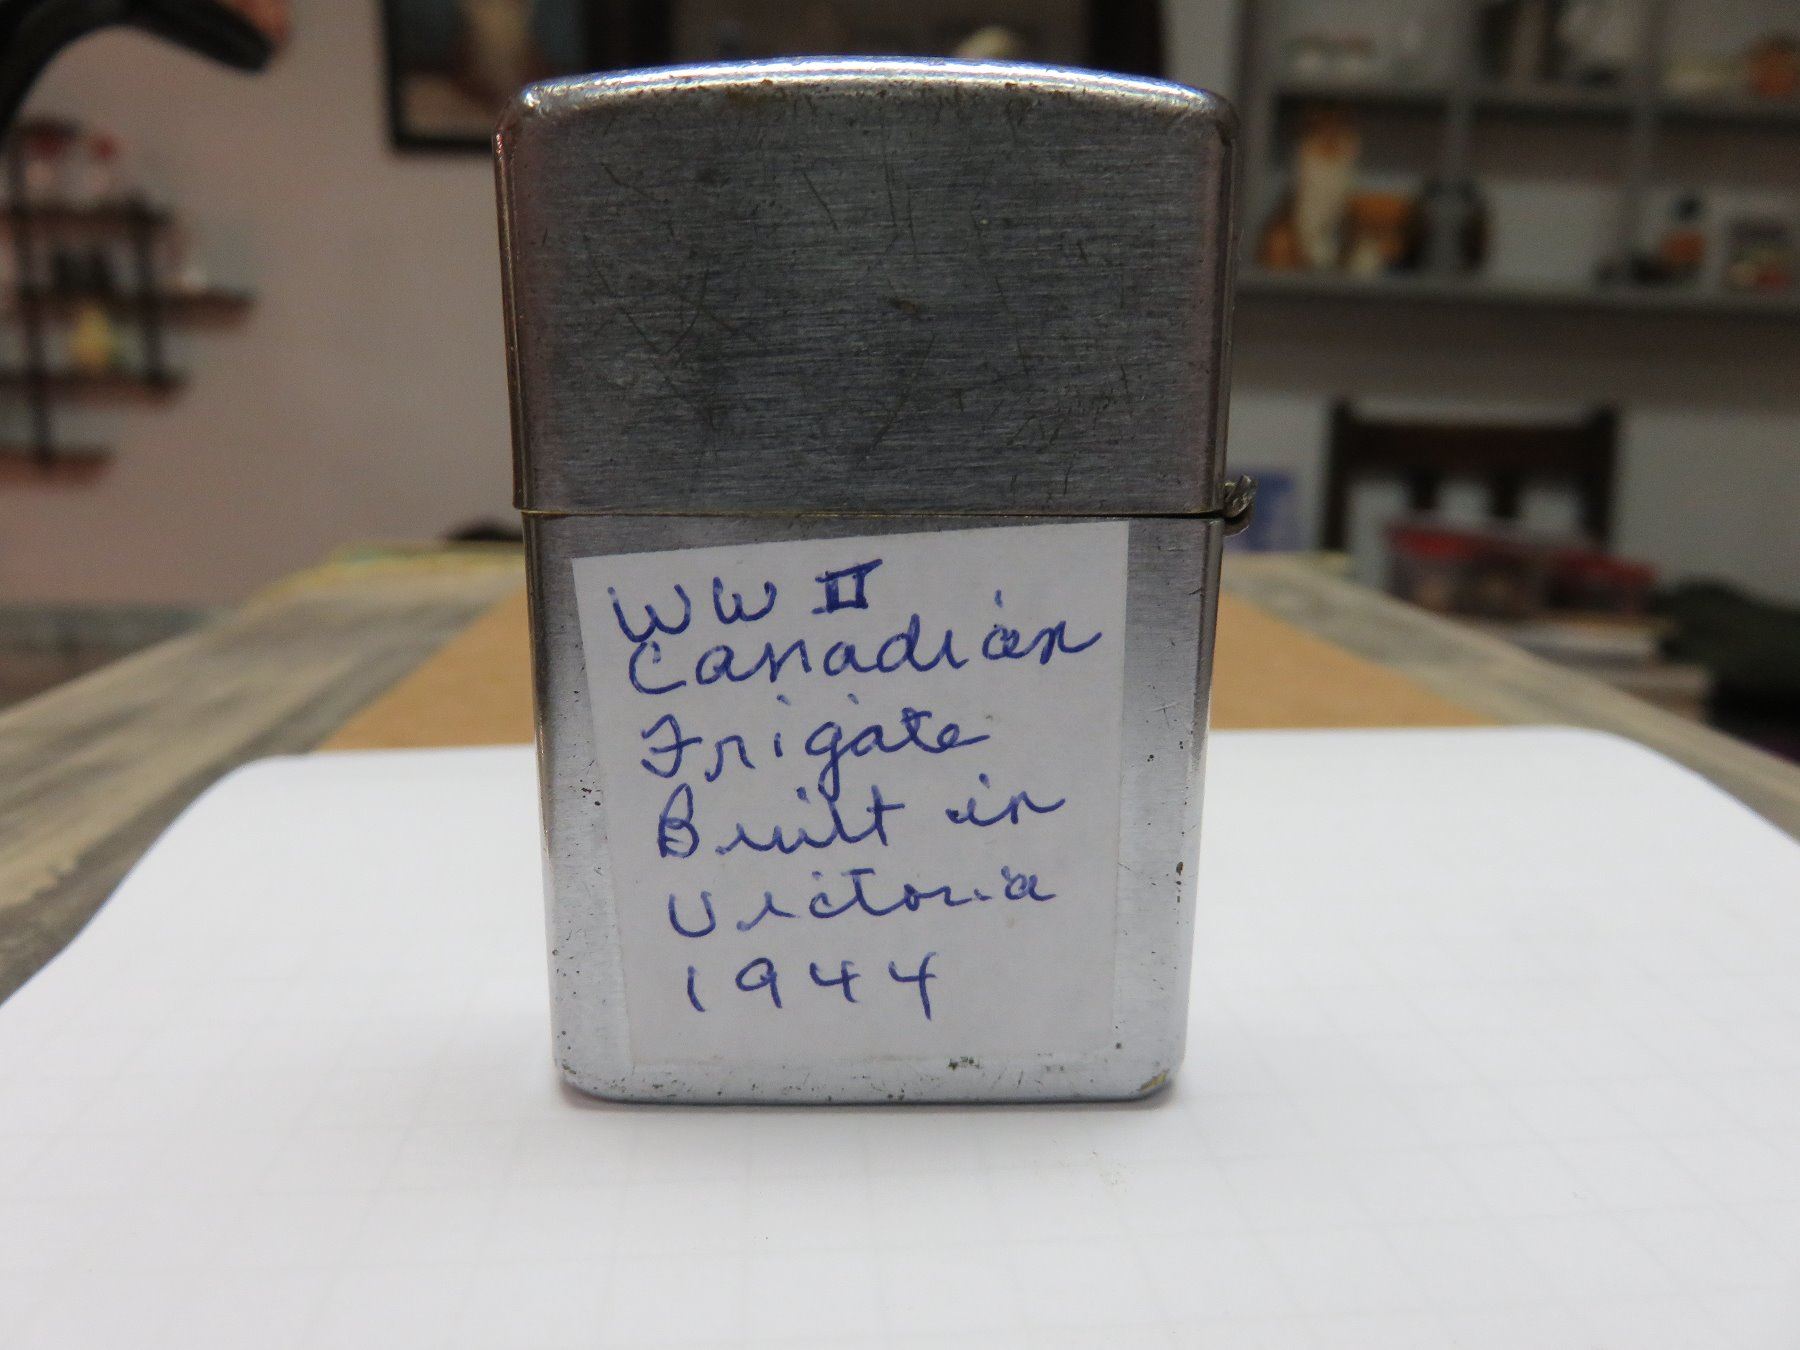 WW II
Canadian
Frigate
Built in
Victoria
1944